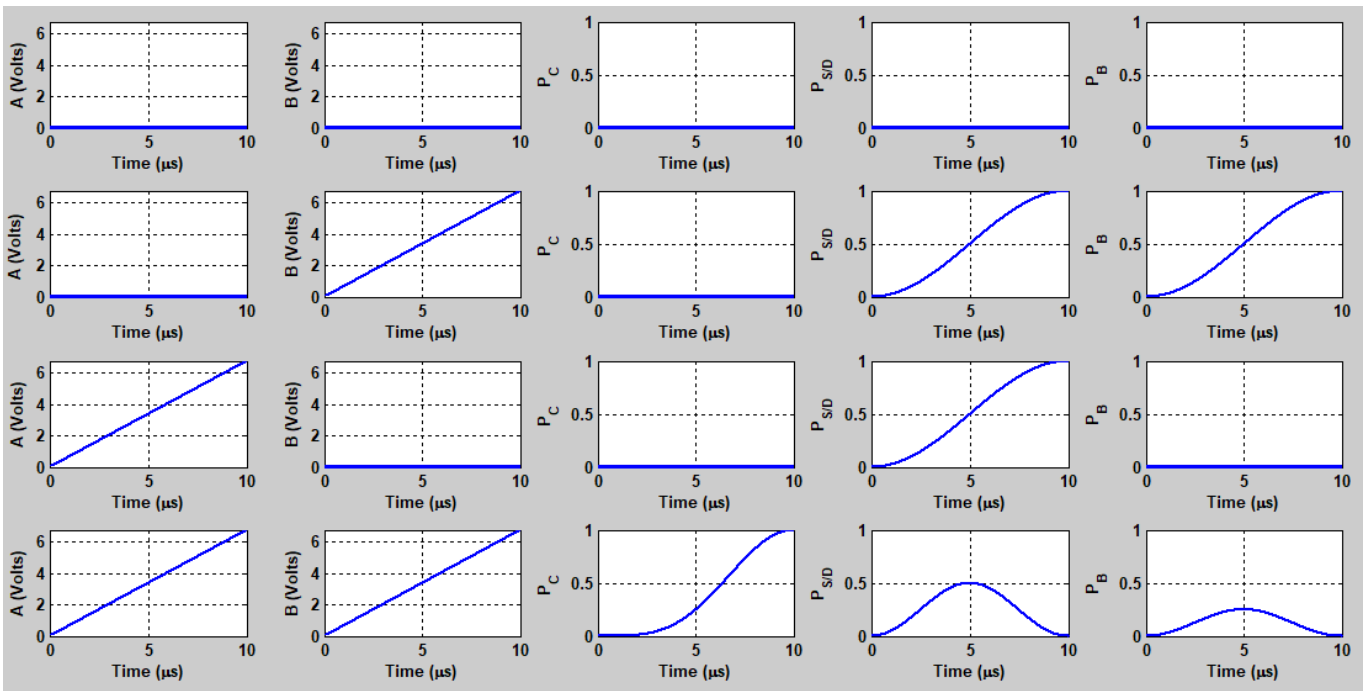 A (Volts)
6
4
2
0
0 5 10
Time (μs)
B (Volts)
6
4
2
0
0 5 10
Time (μs)
P_C
1
0.5
0
0 5 10
Time (μs)
P_S/D
1
0.5
0
0 5 10
Time (μs)
P_B
1
0.5
0
0 5 10
Time (μs)
A (Volts)
6
4
2
0
0 5 10
Time (μs)
B (Volts)
6
4
2
0
0 5 10
Time (μs)
P_C
1
0.5
0
0 5 10
Time (μs)
P_S/D
1
0.5
0
0 5 10
Time (μs)
P_B
1
0.5
0
0 5 10
Time (μs)
A (Volts)
6
4
2
0
0 5 10
Time (μs)
B (Volts)
6
4
2
0
0 5 10
Time (μs)
P_C
1
0.5
0
0 5 10
Time (μs)
P_S/D
1
0.5
0
0 5 10
Time (μs)
P_B
1
0.5
0
0 5 10
Time (μs)
A (Volts)
6
4
2
0
0 5 10
Time (μs)
B (Volts)
6
4
2
0
0 5 10
Time (μs)
P_C
1
0.5
0
0 5 10
Time (μs)
P_S/D
1
0.5
0
0 5 10
Time (μs)
P_B
1
0.5
0
0 5 10
Time (μs)